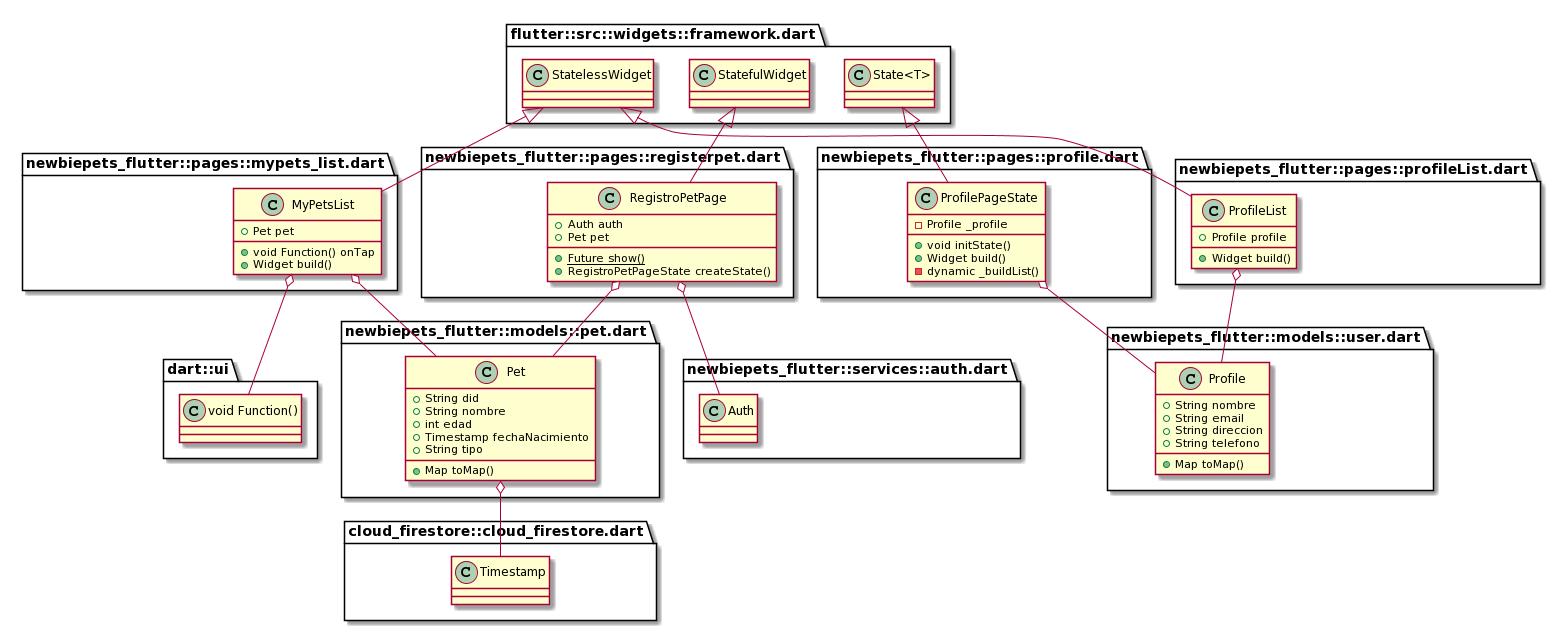 flutter::src::widgets::framework.dart
C StatelessWidget
C StatefulWidget
C State<T>
newbiepets_flutter::pages::mypets_list.dart
C MyPetsList
Pet pet
void Function() onTap
Widget build()
newbiepets_flutter::pages::registerpet.dart
C RegistroPetPage
Auth auth
Pet pet
Future show()
RegistroPetPageState createState()
newbiepets_flutter::pages::profile.dart
C ProfilePageState
Profile _profile
void initState()
Widget build()
dynamic _buildList()
newbiepets_flutter::pages::profileList.dart
C ProfileList
Profile profile
Widget build()
dart::ui
C void Function()
newbiepets_flutter::models::pet.dart
C Pet
String did
String nombre
int edad
Timestamp fechaNacimiento
String tipo
Map toMap()
newbiepets_flutter::services::auth.dart
C Auth
newbiepets_flutter::models::user.dart
C Profile
String nombre
String email
String direccion
String telefono
Map toMap()
cloud_firestore::cloud_firestore.dart
C Timestamp